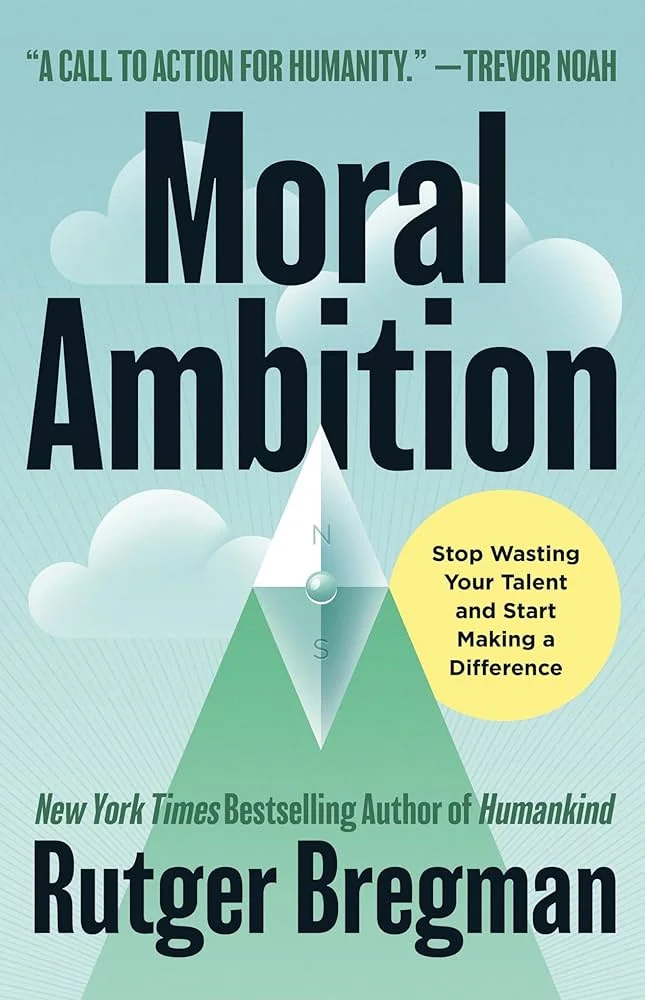 “A CALL TO ACTION FOR HUMANITY.” —TREVOR NOAH
Moral
Ambition
N
S
Stop Wasting
Your Talent
and Start
Making a
Difference
New York Times Bestselling Author of Humankind
Rutger Bregman